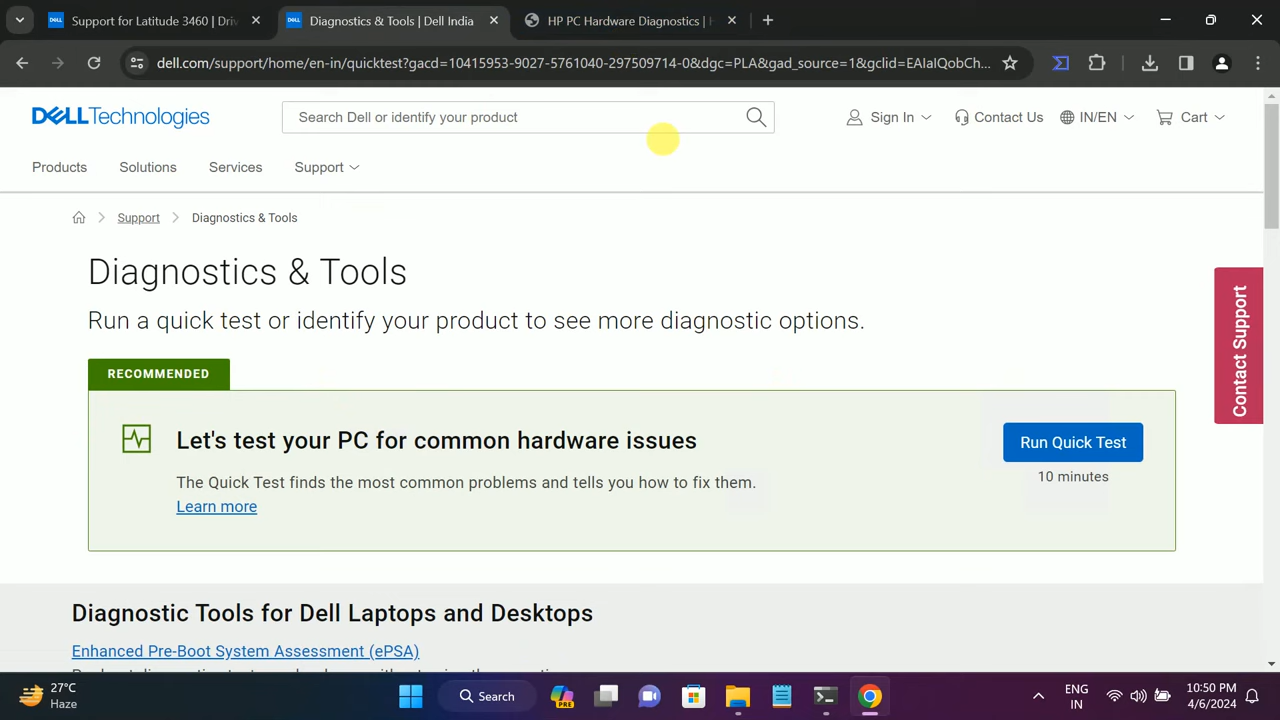 Support for Latitude 3460 | Driv
Diagnostics & Tools | Dell India
HP PC Hardware Diagnostics | H
dell.com/support/home/en-in/quicktest?gacd=10415953-9027-5761040-297509714-0&dgc=PLA&gad_source=1&gclid=EAIaIQobCh...
DELLTechnologies
Search Dell or identify your product
Sign In
Contact Us
IN/EN
Cart
Products
Solutions
Services
Support
Support
Diagnostics & Tools
Diagnostics & Tools
Run a quick test or identify your product to see more diagnostic options.
Contact Support
RECOMMENDED
Let's test your PC for common hardware issues
Run Quick Test
The Quick Test finds the most common problems and tells you how to fix them.
10 minutes
Learn more
Diagnostic Tools for Dell Laptops and Desktops
Enhanced Pre-Boot System Assessment (ePSA)
27°C
Haze
Search
PRE
ENG
IN
10:50 PM
4/6/2024